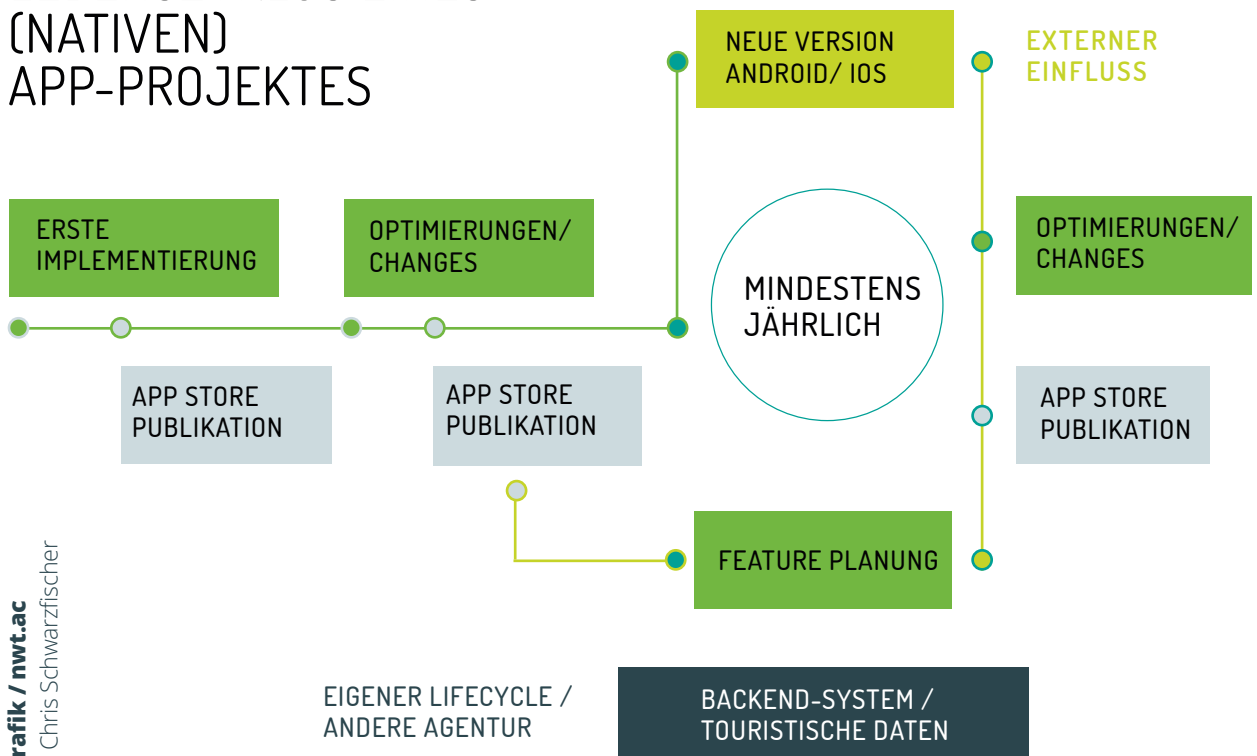 (NATIVEN)
APP-PROJEKTES
NEUE VERSION
ANDROID/ IOS
EXTERNER
EINFLUSS
ERSTE
IMPLEMENTIERUNG
OPTIMIERUNGEN/
CHANGES
MINDESTENS
JÄHRLICH
OPTIMIERUNGEN/
CHANGES
APP STORE
PUBLIKATION
APP STORE
PUBLIKATION
APP STORE
PUBLIKATION
FEATURE PLANUNG
EIGENER LIFECYCLE /
ANDERE AGENTUR
BACKEND-SYSTEM /
TOURISTISCHE DATEN
rafik / nwt.ac
Chris Schwarzfischer